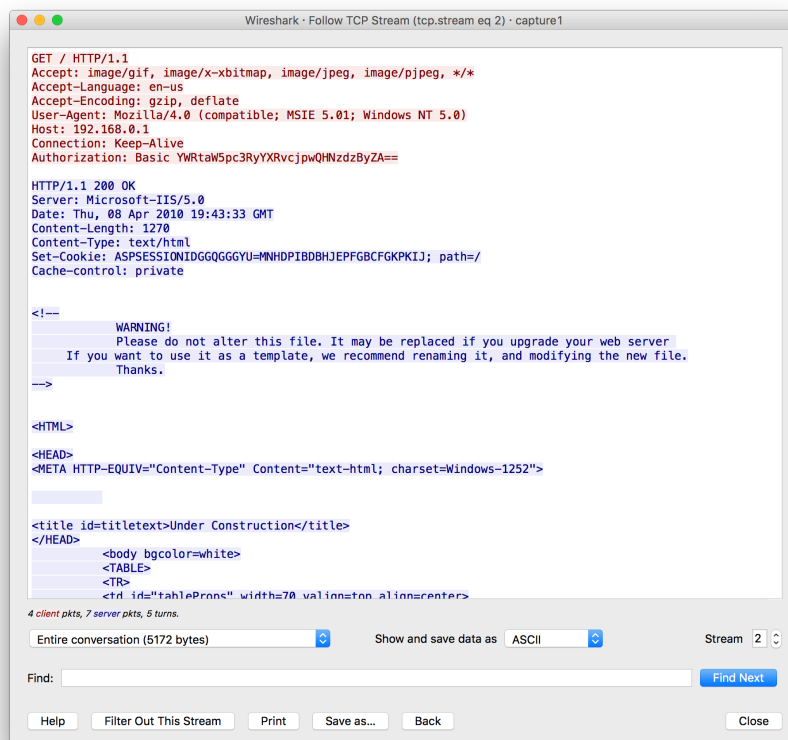 Wireshark · Follow TCP Stream (tcp.stream eq 2) · capture1
GET / HTTP/1.1
Accept: image/gif, image/x-xbitmap, image/jpeg, image/pjpeg, */*
Accept-Language: en-us
Accept-Encoding: gzip, deflate
User-Agent: Mozilla/4.0 (compatible; MSIE 5.01; Windows NT 5.0)
Host: 192.168.0.1
Connection: Keep-Alive
Authorization: Basic YWRtaW5pc3RyYXRvcjpwQHNzdzByZA==
HTTP/1.1 200 OK
Server: Microsoft-IIS/5.0
Date: Thu, 08 Apr 2010 19:43:33 GMT
Content-Length: 1270
Content-Type: text/html
Set-Cookie: ASPSESSIONIDGGQGGGYU=MNHDPIBDBHJEPFGBCFGKPKIJ; path=/
Cache-control: private
<!--
WARNING!
Please do not alter this file. It may be replaced if you upgrade your web server
If you want to use it as a template, we recommend renaming it, and modifying the new file.
Thanks.
-->
<HTML>
<HEAD>
<META HTTP-EQUIV="Content-Type" Content="text-html; charset=Windows-1252">
<title id=titletext>Under Construction</title>
</HEAD>
<body bgcolor=white>
<TABLE>
<TR>
<td id="tableProps" width=70 valign=top align=center>
4 client pkts, 7 server pkts, 5 turns.
Entire conversation (5172 bytes) Show and save data as ASCII Stream 2
Find: Find Next
Help Filter Out This Stream Print Save as... Back Close